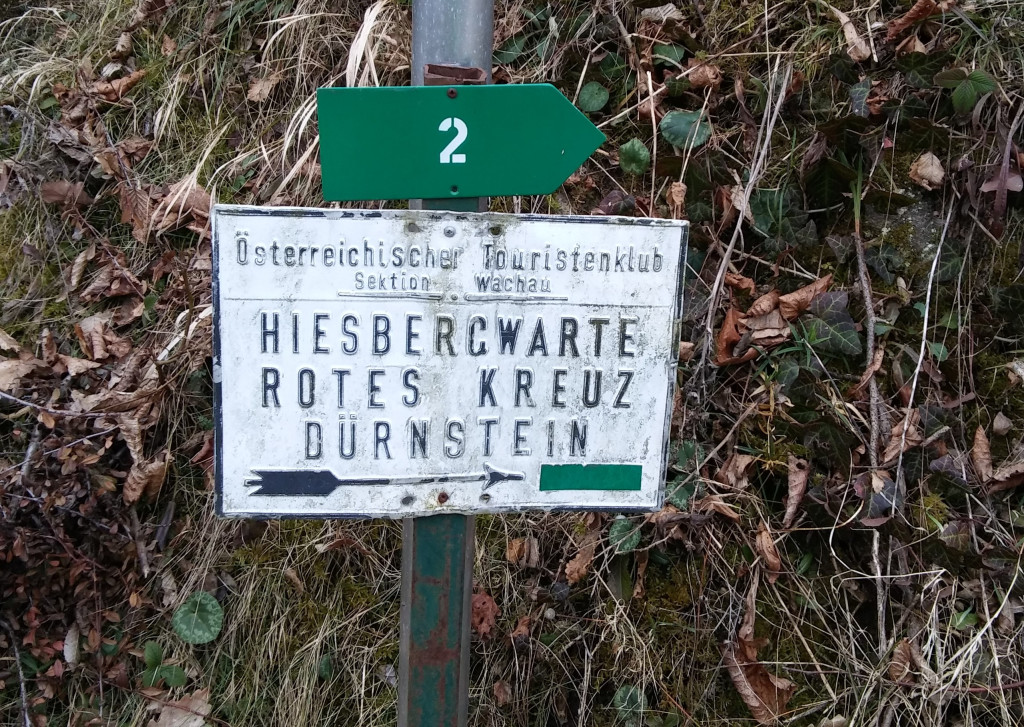 2
Österreichischer Touristenklub
Sektion Wachau
HIESBERGWARTE
ROTES KREUZ
DÜRNSTEIN